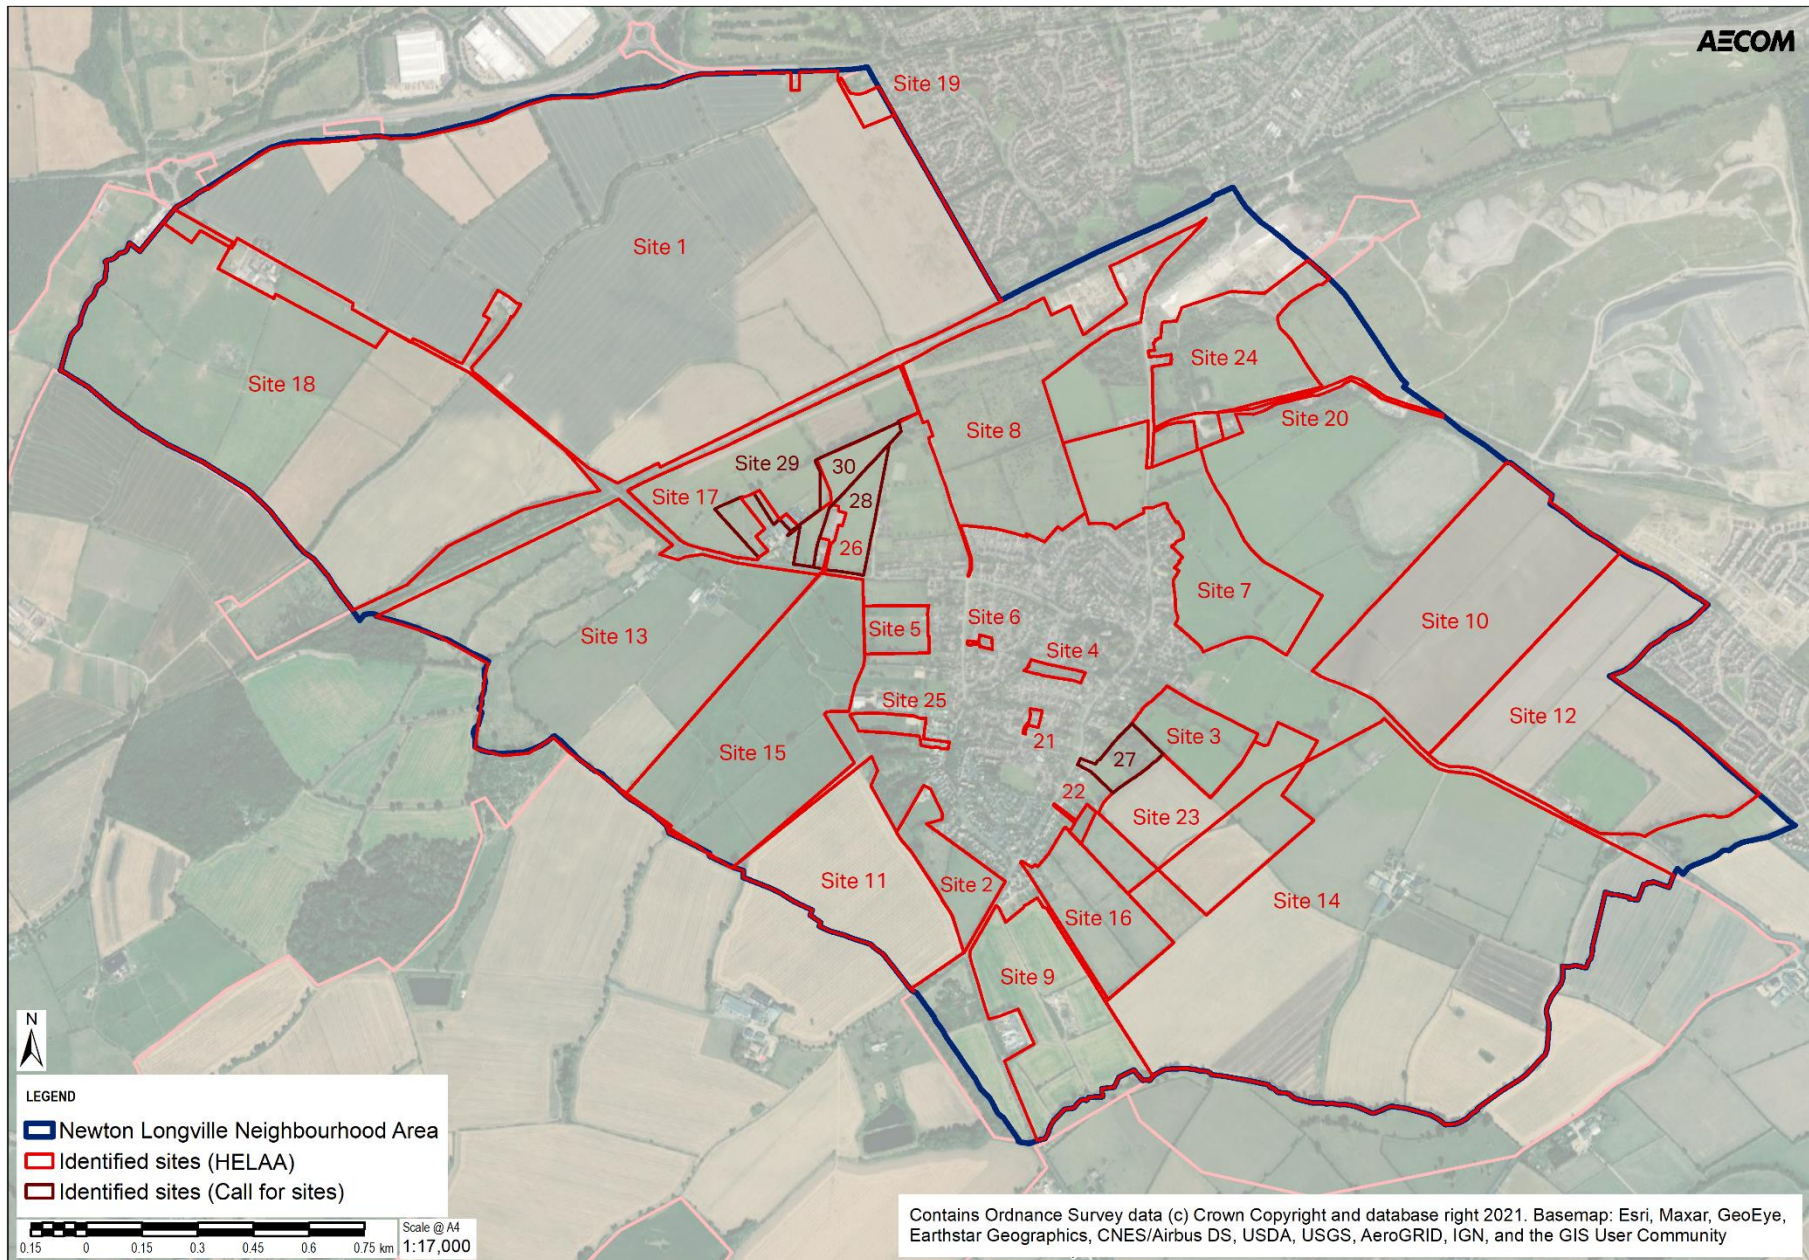 AECOM
Site 19
Site 1
Site 24
Site 18
Site 20
Site 8
Site 29
30
Site 17
28
26
Site 7
Site 10
Site 13
Site 5
Site 6
Site 4
Site 25
Site 12
21
Site 3
27
Site 15
22
Site 23
Site 11
Site 2
Site 14
Site 16
Site 9
N
LEGEND
Newton Longville Neighbourhood Area
Identified sites (HELAA)
Identified sites (Call for sites)
0.15 0 0.15 0.3 0.45 0.6 0.75 km
Scale @ A4
1:17,000
Contains Ordnance Survey data (c) Crown Copyright and database right 2021. Basemap: Esri, Maxar, GeoEye,
Earthstar Geographics, CNES/Airbus DS, USDA, USGS, AeroGRID, IGN, and the GIS User Community